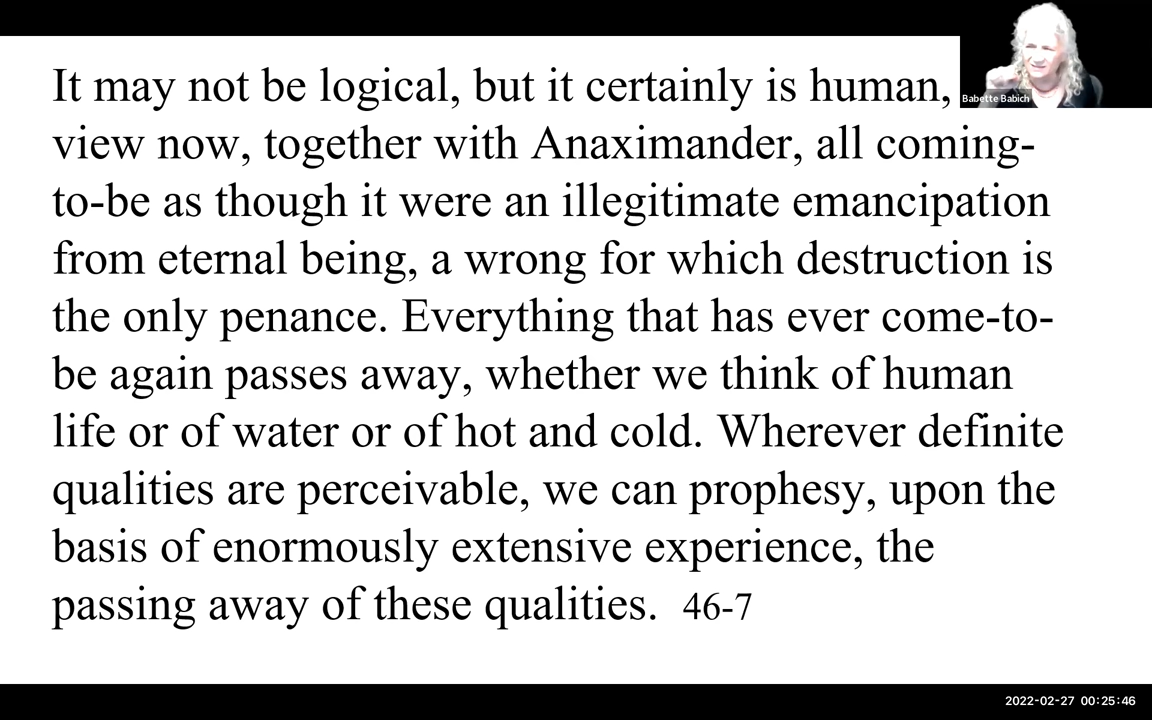 It may not be logical, but it certainly is human,
Babette Babich
view now, together with Anaximander, all coming-
to-be as though it were an illegitimate emancipation
from eternal being, a wrong for which destruction is
the only penance. Everything that has ever come-to-
be again passes away, whether we think of human
life or of water or of hot and cold. Wherever definite
qualities are perceivable, we can prophesy, upon the
basis of enormously extensive experience, the
passing away of these qualities. 46-7
2022-02-27 00:25:46